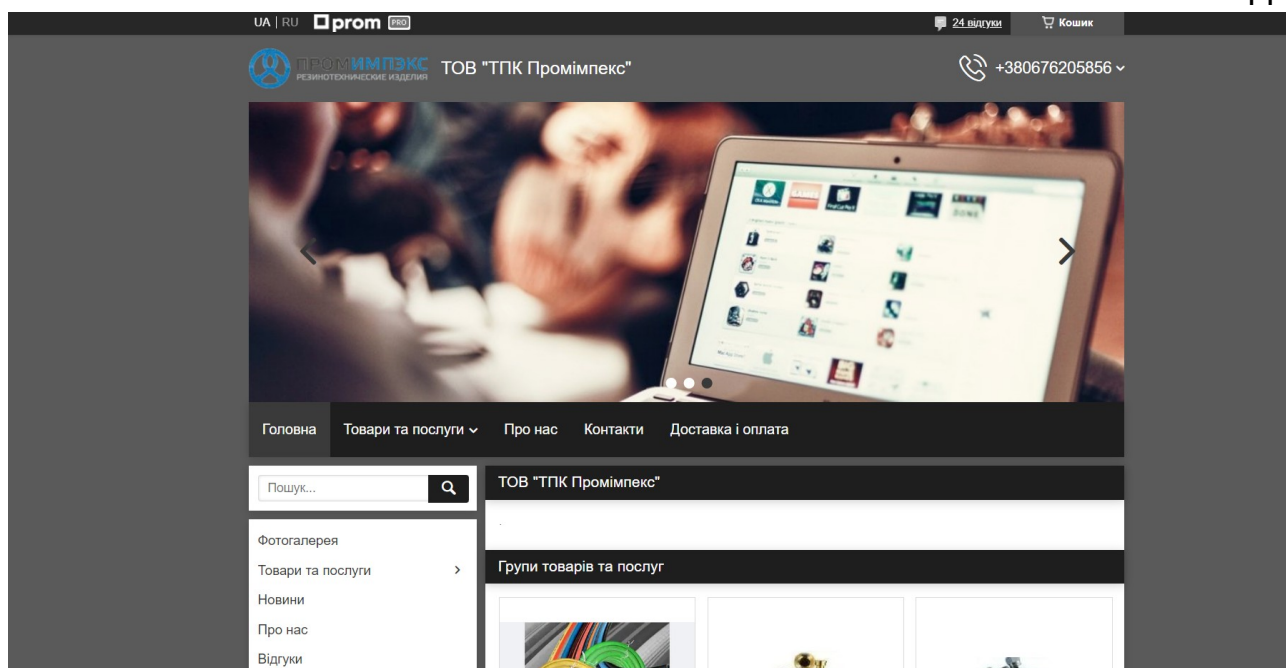 UA | RU prom PRO 24 відгуки Кошик
ПРОМИМПЭКС
РЕЗИНОТЕХНИЧЕСКИЕ ИЗДЕЛИЯ
ТОВ "ТПК Промімпекс" +380676205856
GAMES
DONE
Головна Товари та послуги Про нас Контакти Доставка і оплата
Пошук...
ТОВ "ТПК Промімпекс"
.
Фотогалерея
Групи товарів та послуг
Товари та послуги
Новини
Про нас
Відгуки